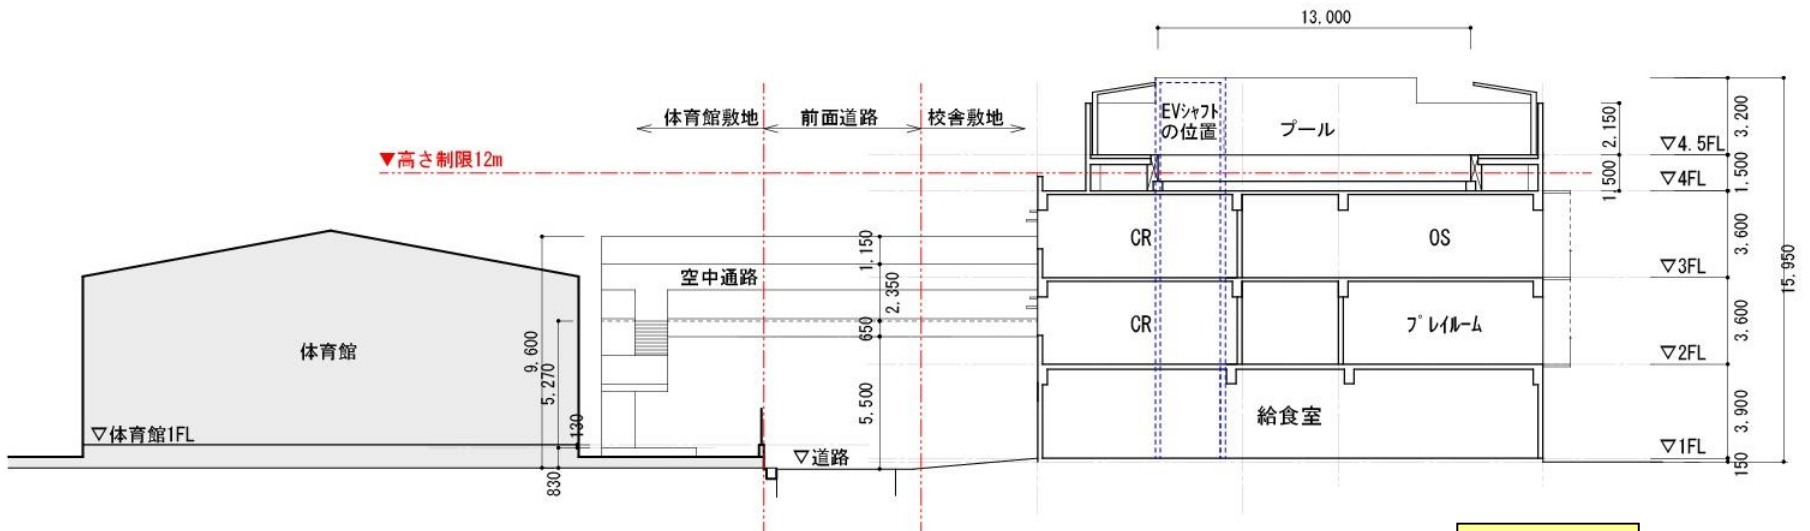 13.000
体育館敷地
前面道路
校舎敷地
EVシャフト
の位置
プール
2.150
3.200
▽4.5FL
▼高さ制限12m
1.500
1.500
▽4FL
CR
OS
3.600
▽3FL
15.950
1.150
空中通路
2.350
650
体育館
9.600
5.270
CR
プレイルーム
3.600
▽2FL
5.500
130
給食室
3.900
▽体育館1FL
▽道路
▽1FL
150
830